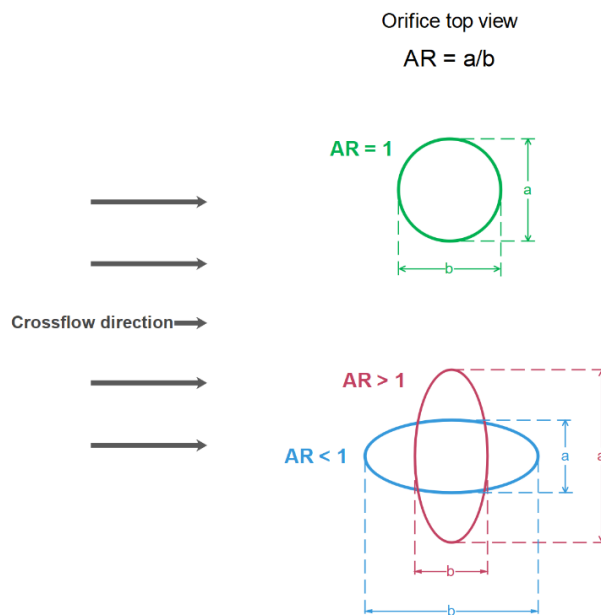 Orifice top view
AR = a/b
AR = 1
a
b
Crossflow direction
AR > 1
AR < 1
a
a
b
b